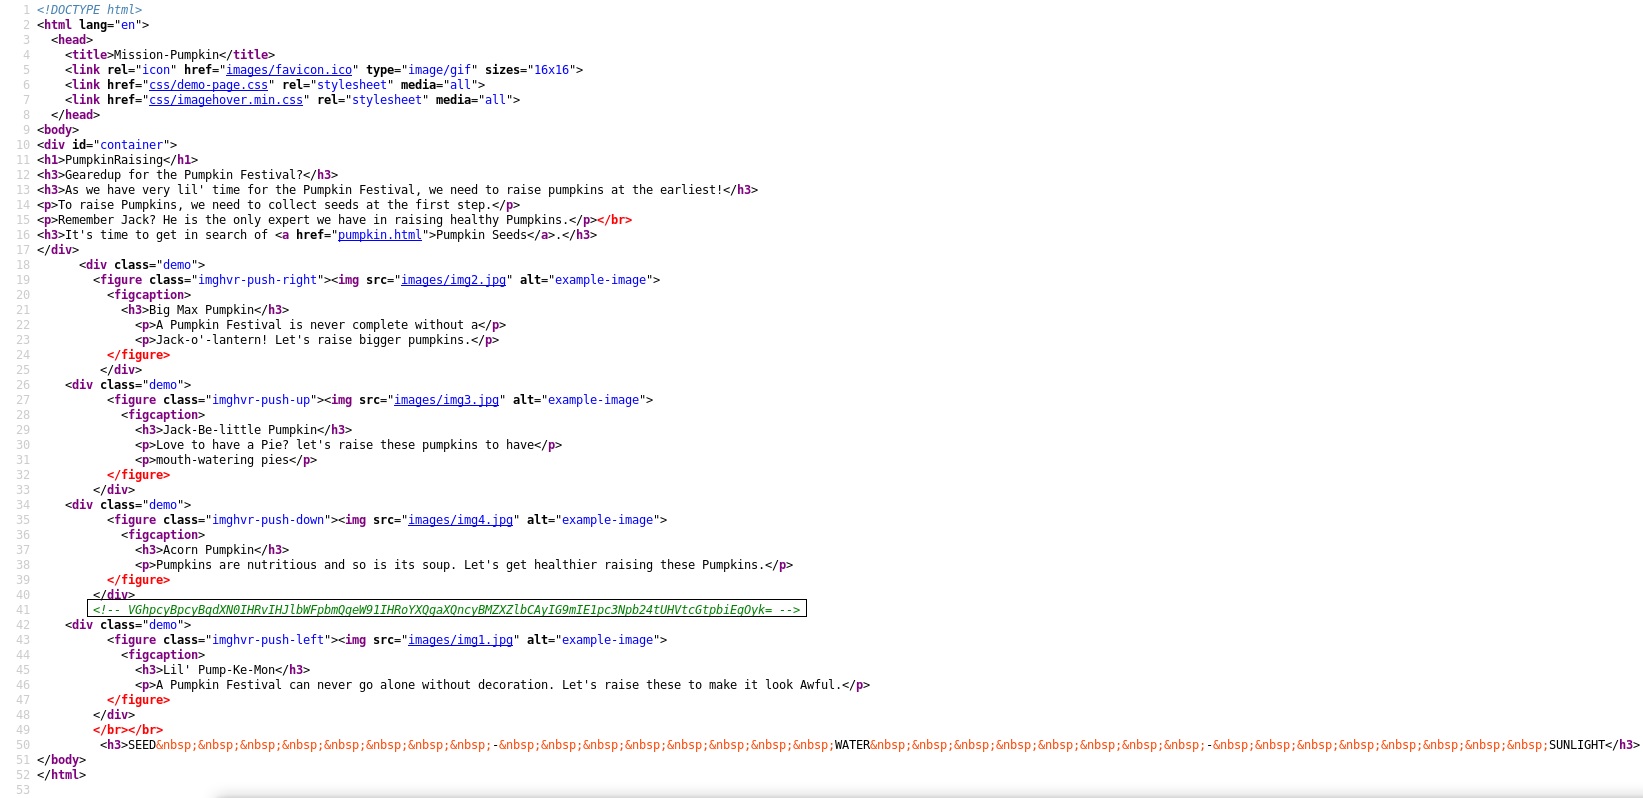 1 <!DOCTYPE html>
2 <html lang="en">
3 <head>
4 <title>Mission-Pumpkin</title>
5 <link rel="icon" href="images/favicon.ico" type="image/gif" sizes="16x16">
6 <link href="css/demo-page.css" rel="stylesheet" media="all">
7 <link href="css/imagehover.min.css" rel="stylesheet" media="all">
8 </head>
9 <body>
10 <div id="container">
11 <h1>PumpkinRaising</h1>
12 <h3>Gearedup for the Pumpkin Festival?</h3>
13 <h3>As we have very lil' time for the Pumpkin Festival, we need to raise pumpkins at the earliest!</h3>
14 <p>To raise Pumpkins, we need to collect seeds at the first step.</p>
15 <p>Remember Jack? He is the only expert we have in raising healthy Pumpkins.</p></br>
16 <h3>It's time to get in search of <a href="pumpkin.html">Pumpkin Seeds</a>.</h3>
17 </div>
18 <div class="demo">
19 <figure class="imghvr-push-right"><img src="images/img2.jpg" alt="example-image">
20 <figcaption>
21 <h3>Big Max Pumpkin</h3>
22 <p>A Pumpkin Festival is never complete without a</p>
23 <p>Jack-o'-lantern! Let's raise bigger pumpkins.</p>
24 </figure>
25 </div>
26 <div class="demo">
27 <figure class="imghvr-push-up"><img src="images/img3.jpg" alt="example-image">
28 <figcaption>
29 <h3>Jack-Be-little Pumpkin</h3>
30 <p>Love to have a Pie? let's raise these pumpkins to have</p>
31 <p>mouth-watering pies</p>
32 </figure>
33 </div>
34 <div class="demo">
35 <figure class="imghvr-push-down"><img src="images/img4.jpg" alt="example-image">
36 <figcaption>
37 <h3>Acorn Pumpkin</h3>
38 <p>Pumpkins are nutritious and so is its soup. Let's get healthier raising these Pumpkins.</p>
39 </figure>
40 </div>
41 <!-- VGhpcyBpcyBqdXN0IHRvIHJlbWFpbmQgeW91IHRoYXQgaXQncyBMZXZlbCAyIG9mIE1pc3Npb24tUHVtcGtpbiEgOyk= -->
42 <div class="demo">
43 <figure class="imghvr-push-left"><img src="images/img1.jpg" alt="example-image">
44 <figcaption>
45 <h3>Lil' Pump-Ke-Mon</h3>
46 <p>A Pumpkin Festival can never go alone without decoration. Let's raise these to make it look Awful.</p>
47 </figure>
48 </div>
49 </br></br>
50 <h3>SEED&nbsp;&nbsp;&nbsp;&nbsp;&nbsp;&nbsp;&nbsp;&nbsp;-&nbsp;&nbsp;&nbsp;&nbsp;&nbsp;&nbsp;&nbsp;&nbsp;WATER&nbsp;&nbsp;&nbsp;&nbsp;&nbsp;&nbsp;&nbsp;&nbsp;-&nbsp;&nbsp;&nbsp;&nbsp;&nbsp;&nbsp;&nbsp;&nbsp;SUNLIGHT</h3>
51 </body>
52 </html>
53